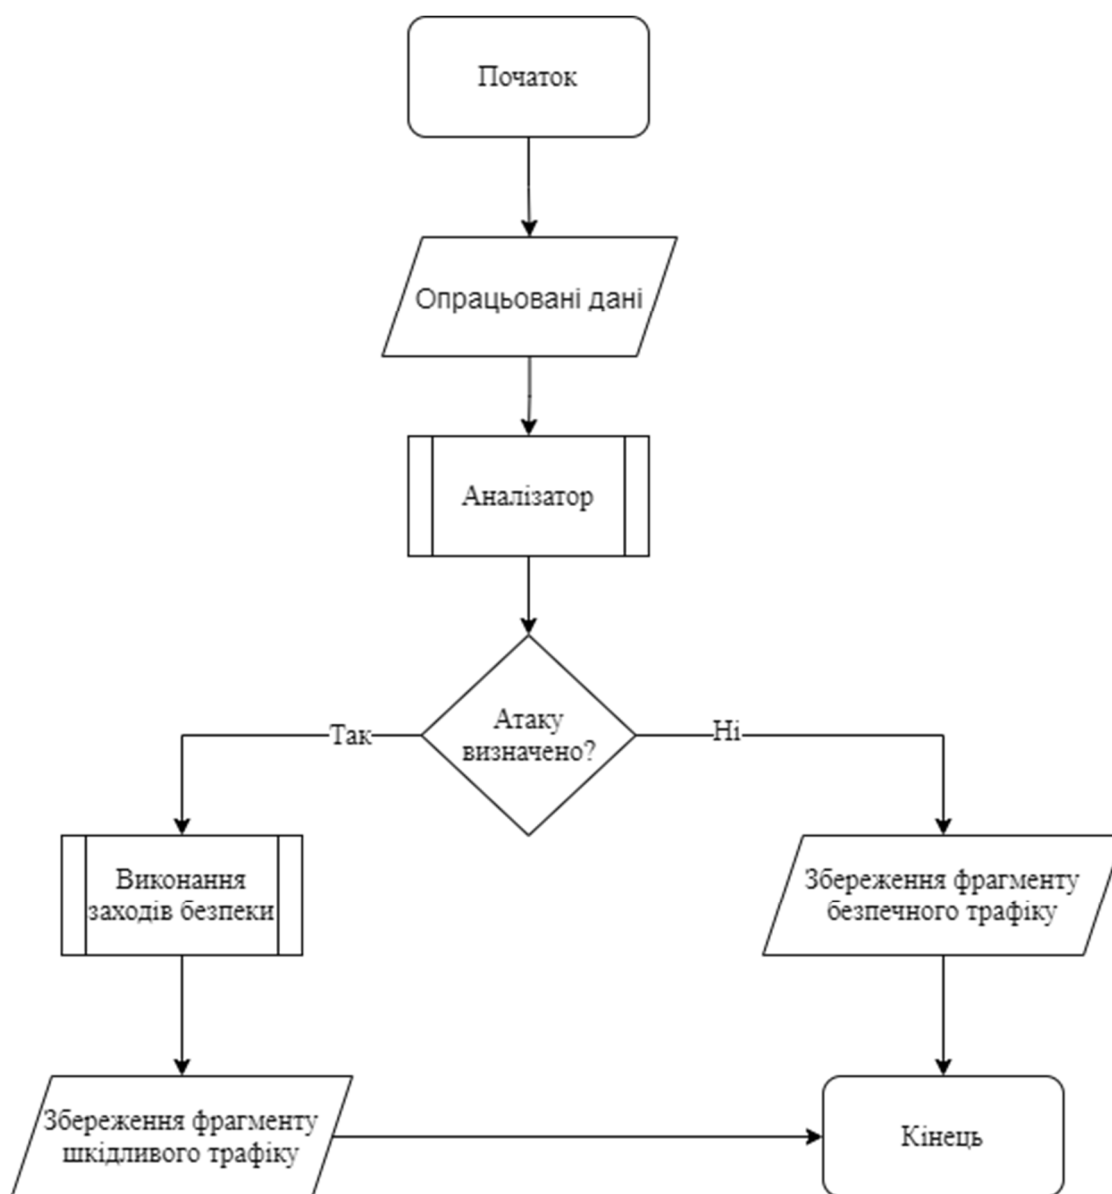 Початок
Опрацьовані дані
Аналізатор
Атаку
визначено?
Так
Ні
Виконання
заходів безпеки
Збереження фрагменту
безпечного трафіку
Збереження фрагменту
шкідливого трафіку
Кінець